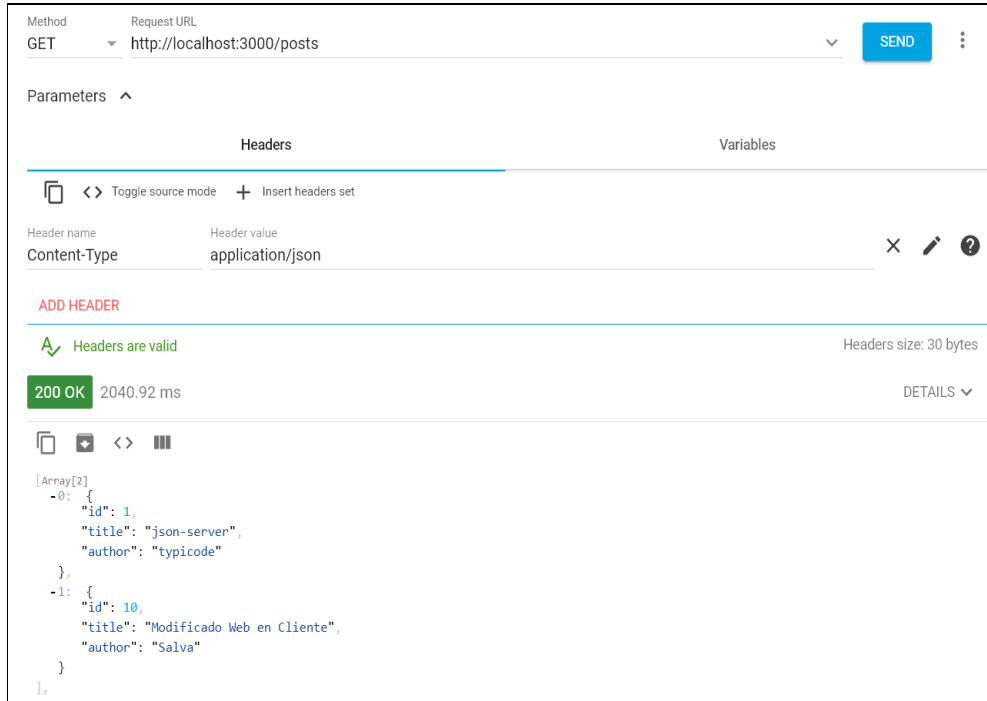 Method Request URL
GET http://localhost:3000/posts SEND
Parameters
Headers Variables
Toggle source mode Insert headers set
Header name Header value
Content-Type application/json
ADD HEADER
Headers are valid Headers size: 30 bytes
200 OK 2040.92 ms DETAILS
[Array[2]
-0: {
"id": 1,
"title": "json-server",
"author": "typicode"
},
-1: {
"id": 10,
"title": "Modificado Web en Cliente",
"author": "Salva"
}
],